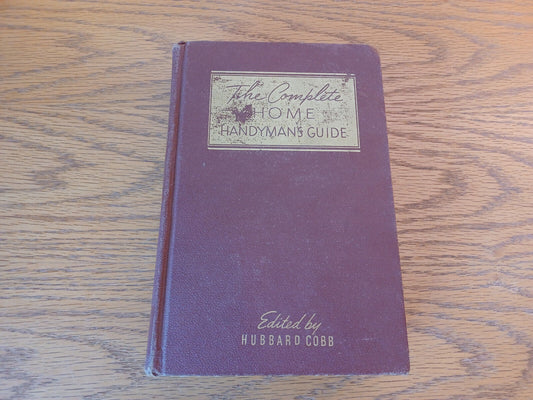 The Complete
HOME
HANDYMAN'S GUIDE
Edited by
HUBBARD COBB